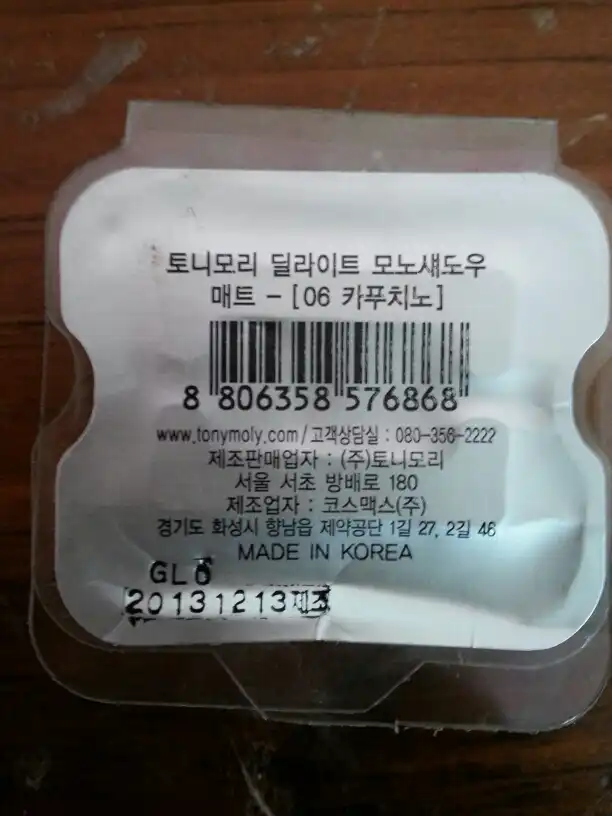 토니모리 딜라이트 모노섀도우
매트 - [06 카푸치노]
8 806358 576868
www.tonymoly.com/고객상담실 : 080-356-2222
제조판매업자 : (주)토니모리
서울 서초 방배로 180
제조업자 : 코스맥스(주)
경기도 화성시 향남읍 제약공단 1길 27, 2길 46
MADE IN KOREA
GL6
20131213제조